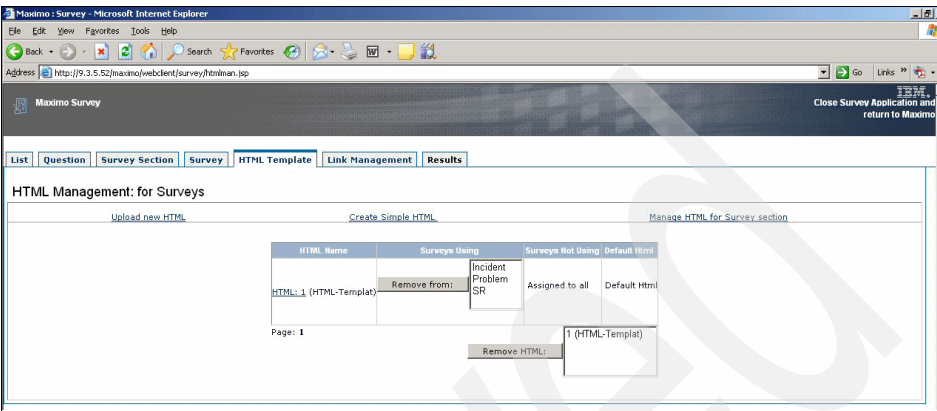 Maximo : Survey - Microsoft Internet Explorer
File Edit View Favorites Tools Help
Back Search Favorites
Address http://9.3.5.52/maximo/webclient/survey/htmlman.jsp Go Links »
Maximo Survey
IBM.
Close Survey Application and
return to Maximo
List Question Survey Section Survey HTML Template Link Management Results
HTML Management: for Surveys
Upload new HTML Create Simple HTML Manage HTML for Survey section
HTML Name Surveys Using Surveys Not Using Default Html
HTML: 1 (HTML-Templat) Remove from: Incident Assigned to all Default Html
Problem
SR
Page: 1
Remove HTML: 1 (HTML-Templat)